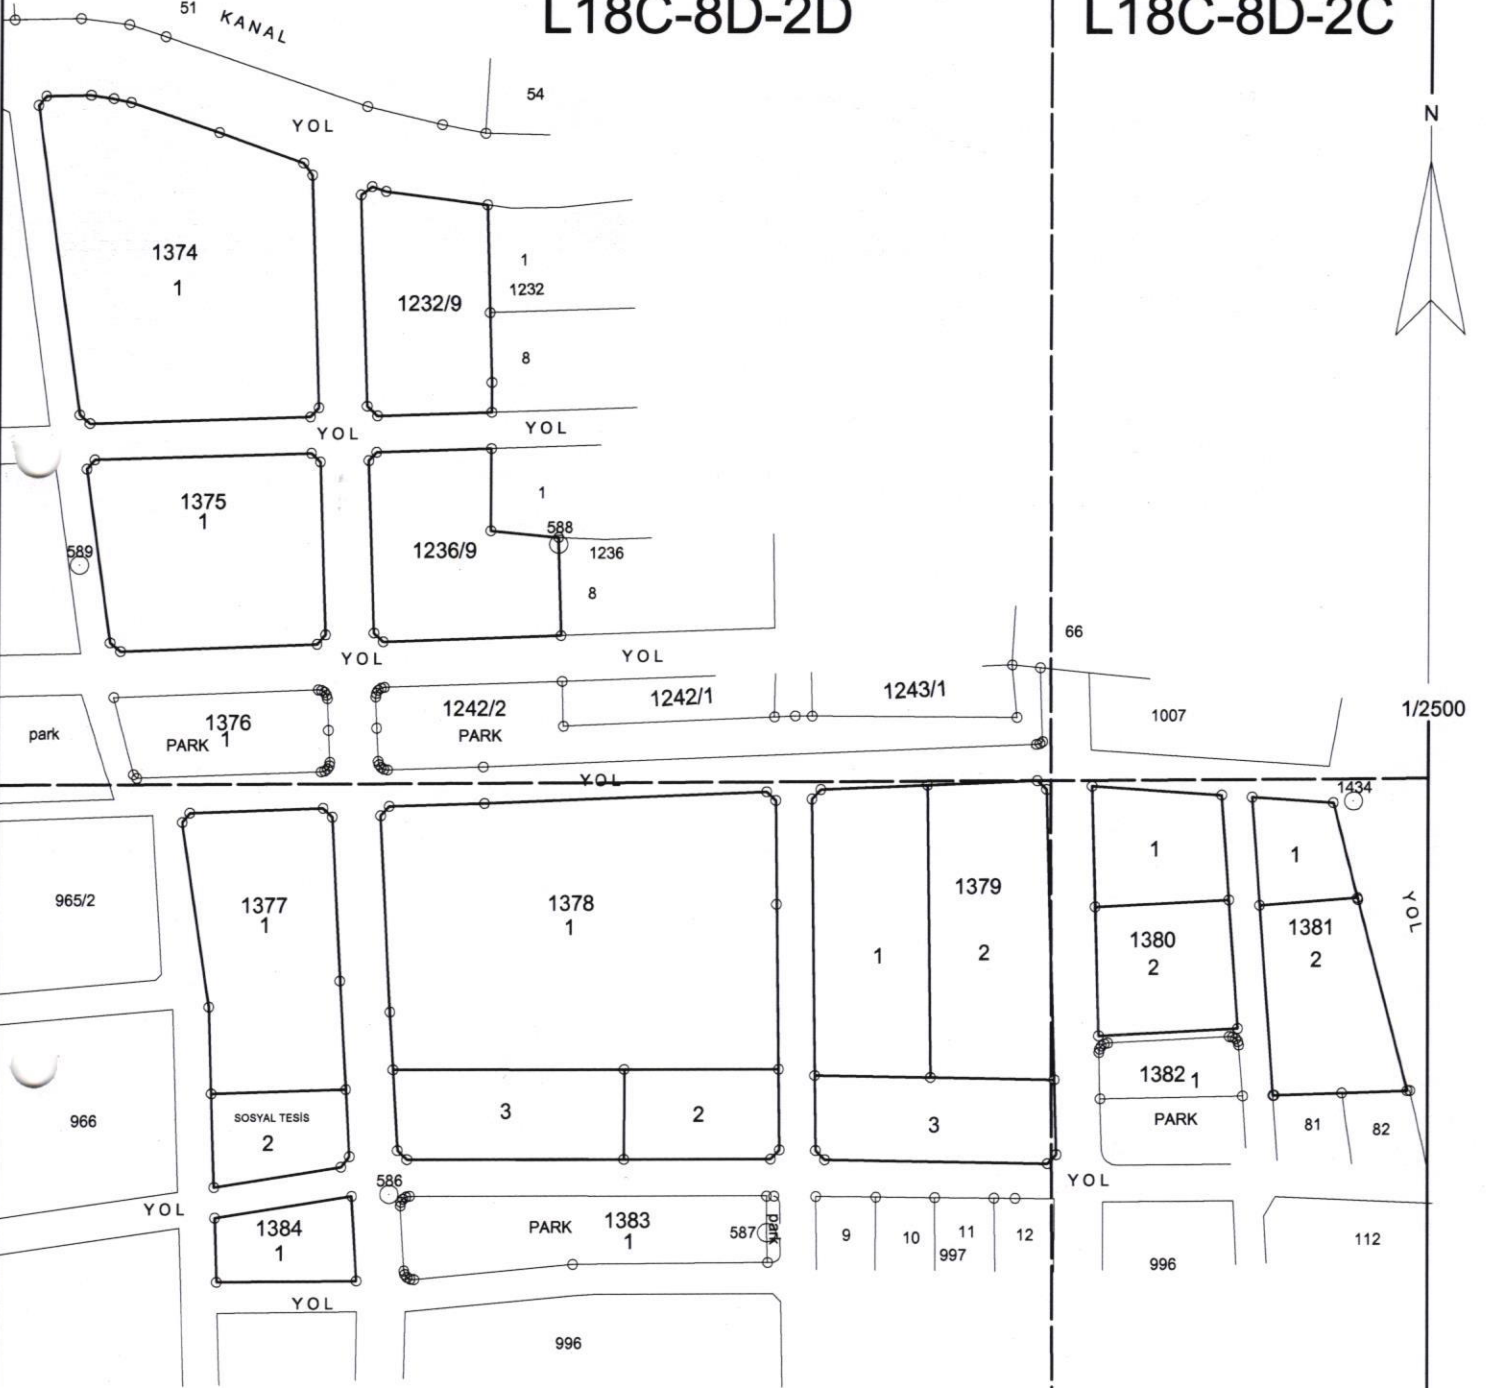 L18C-8D-2D
L18C-8D-2C
51
KANAL
54
YOL
N
1374
1
1232/9
1
1232
8
YOL
YOL
1375
1
1
588
1236/9
1236
589
8
66
YOL
YOL
1242/1
1243/1
1242/2
PARK
1376
1
PARK
park
1007
1/2500
YOL
1434
1
1
1377
1
1378
1
1379
1
2
1380
2
1381
2
YOL
965/2
966
SOSYAL TESİS
2
3
2
3
1382 1
PARK
81
82
586
YOL
YOL
1384
1
PARK
1383
1
587
park
9
10
11
12
997
996
112
YOL
996